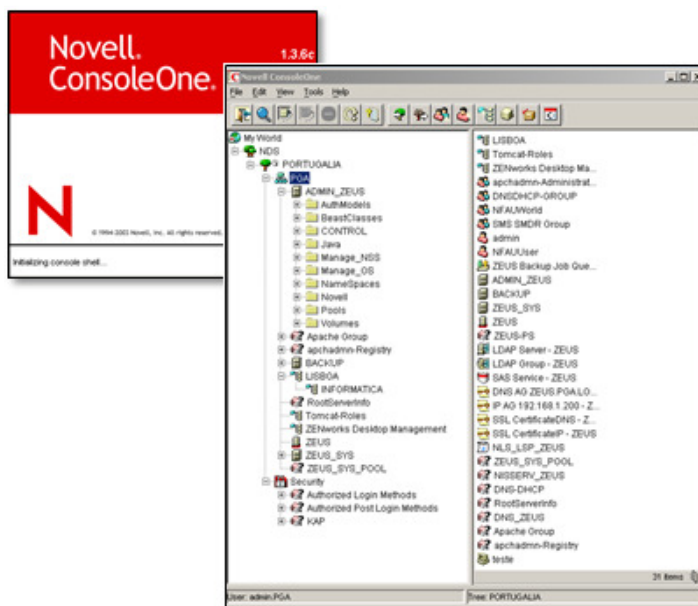 Novell.
ConsoleOne.
1.3.6c
N
© 1994-2003 Novell, Inc. All rights reserved.
Initializing console shell...
Novell ConsoleOne
File Edit View Tools Help
My World
NDS
PORTUGALIA
PGA
ADMIN_ZEUS
AuthModels
BeastClasses
CONTROL
Java
Manage_NSS
Manage_OS
NameSpaces
Novell
Pools
Volumes
Apache Group
apchadmn-Registry
BACKUP
LISBOA
INFORMATICA
RootServerInfo
Tomcat-Roles
ZENworks Desktop Management
ZEUS
ZEUS_SYS
ZEUS_SYS_POOL
Security
Authorized Login Methods
Authorized Post Login Methods
KAP
LISBOA
Tomcat-Roles
ZENworks Desktop Ma...
apchadmn-Administrat...
DNSDHCP-GROUP
NFAUWorld
SMS SMDR Group
admin
NFAUUser
ZEUS Backup Job Que...
ADMIN_ZEUS
BACKUP
ZEUS_SYS
ZEUS
ZEUS-PS
LDAP Server - ZEUS
LDAP Group - ZEUS
SAS Service - ZEUS
DNS AG ZEUS.PGA.LO...
IP AG 192.168.1.200 - Z...
SSL CertificateDNS - Z...
SSL CertificateIP - ZEUS
NLS_LSP_ZEUS
ZEUS_SYS_POOL
NISSERV_ZEUS
DNS-DHCP
RootServerInfo
DNS_ZEUS
Apache Group
apchadmn-Registry
teste
31 items
User: admin.PGA
Tree: PORTUGALIA